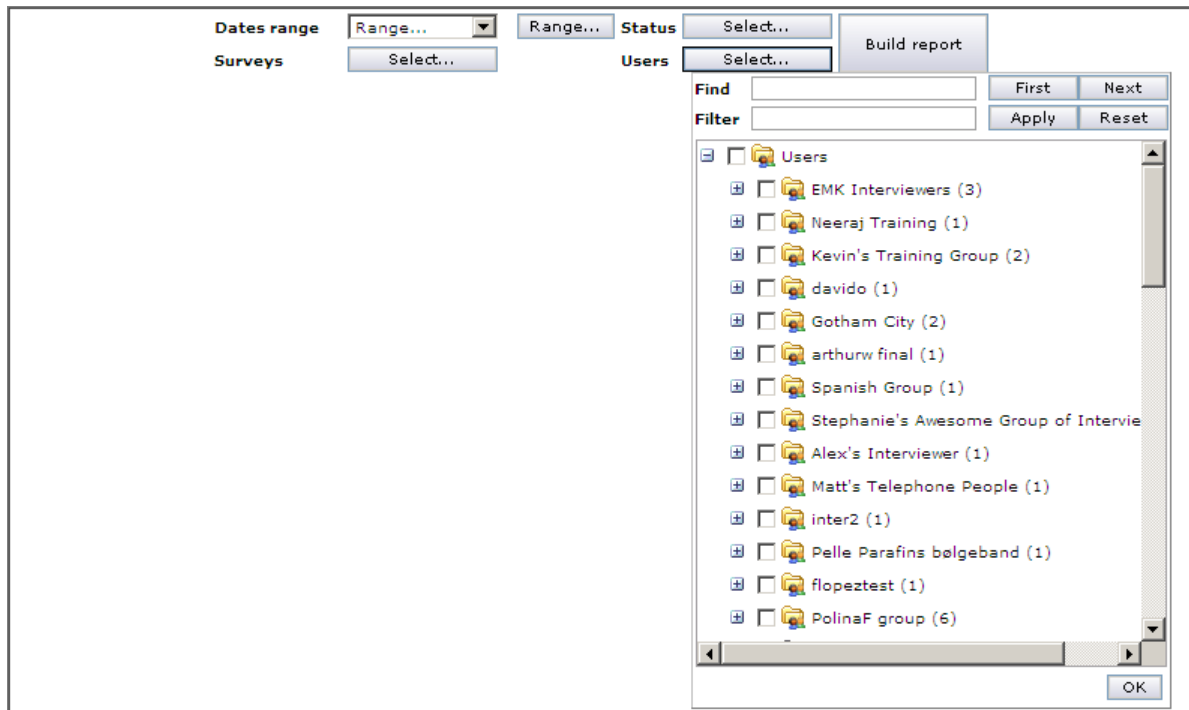 Dates range Range... Range... Status Select... Build report
Surveys Select... Users Select...
Find First Next
Filter Apply Reset
Users
EMK Interviewers (3)
Neeraj Training (1)
Kevin's Training Group (2)
davido (1)
Gotham City (2)
arthurw final (1)
Spanish Group (1)
Stephanie's Awesome Group of Intervie
Alex's Interviewer (1)
Matt's Telephone People (1)
inter2 (1)
Pelle Parafins bølgeband (1)
flopeztest (1)
PolinaF group (6)
OK